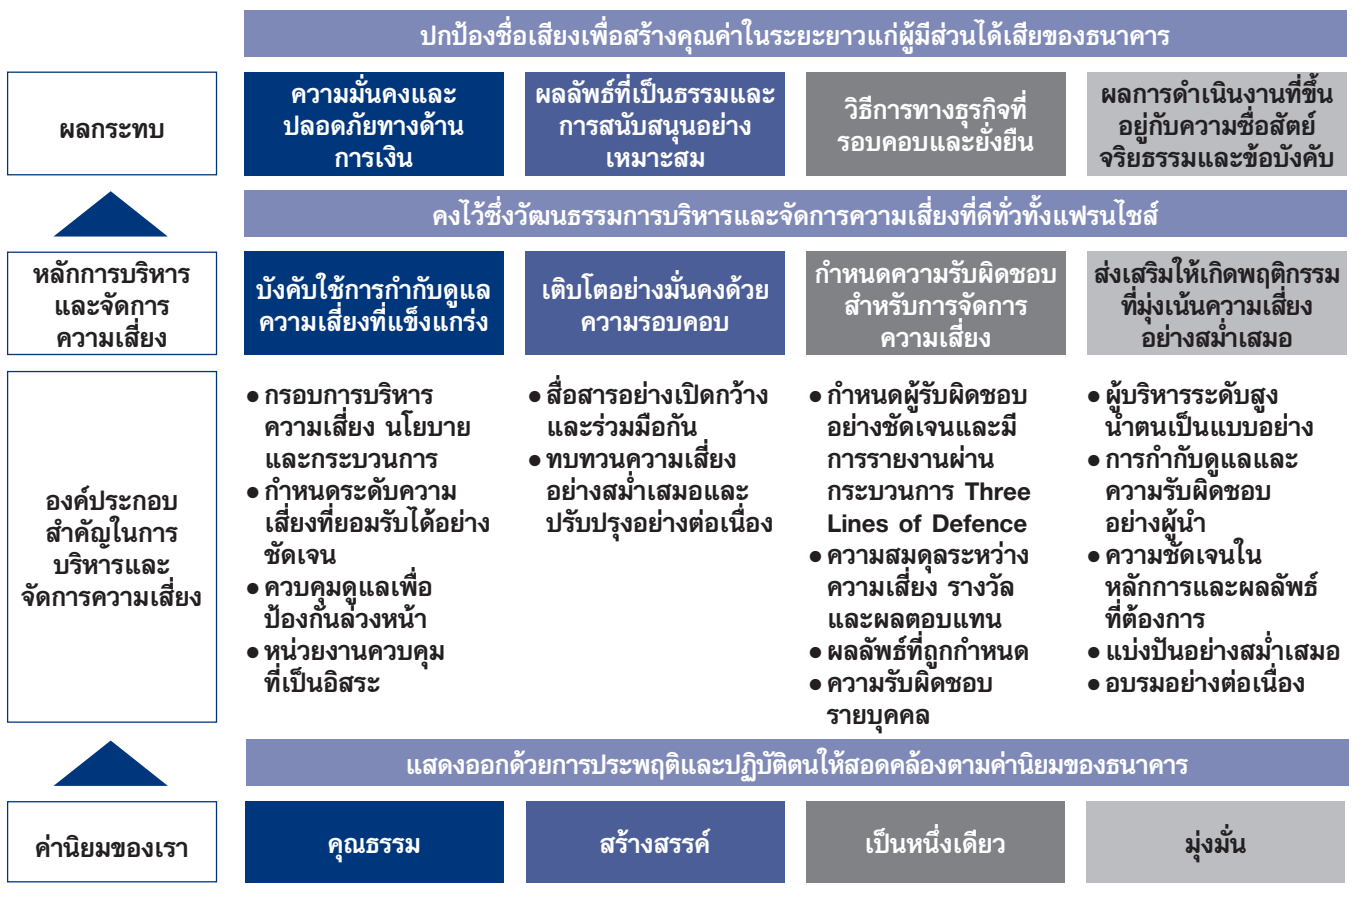 ปกป้องชื่อเสียงเพื่อสร้างคุณค่าในระยะยาวแก่ผู้มีส่วนได้เสียของธนาคาร
ผลกระทบ
ความมั่นคงและ
ปลอดภัยทางด้าน
การเงิน
ผลลัพธ์ที่เป็นธรรมและ
การสนับสนุนอย่าง
เหมาะสม
วิธีการทางธุรกิจที่
รอบคอบและยั่งยืน
ผลการดำเนินงานที่ขึ้น
อยู่กับความซื่อสัตย์
จริยธรรมและข้อบังคับ
คงไว้ซึ่งวัฒนธรรมการบริหารและจัดการความเสี่ยงที่ดีทั่วทั้งแฟรนไชส์
หลักการบริหาร
และจัดการ
ความเสี่ยง
บังคับใช้การกำกับดูแล
ความเสี่ยงที่แข็งแกร่ง
เติบโตอย่างมั่นคงด้วย
ความรอบคอบ
กำหนดความรับผิดชอบ
สำหรับการจัดการ
ความเสี่ยง
ส่งเสริมให้เกิดพฤติกรรม
ที่มุ่งเน้นความเสี่ยง
อย่างสม่ำเสมอ
องค์ประกอบ
สำคัญในการ
บริหารและ
จัดการความเสี่ยง
● กรอบการบริหาร
ความเสี่ยง นโยบาย
และกระบวนการ
● กำหนดระดับความ
เสี่ยงที่ยอมรับได้อย่าง
ชัดเจน
● ควบคุมดูแลเพื่อ
ป้องกันล่วงหน้า
● หน่วยงานควบคุม
ที่เป็นอิสระ
● สื่อสารอย่างเปิดกว้าง
และร่วมมือกัน
● ทบทวนความเสี่ยง
อย่างสม่ำเสมอและ
ปรับปรุงอย่างต่อเนื่อง
● กำหนดผู้รับผิดชอบ
อย่างชัดเจนและมี
การรายงานผ่าน
กระบวนการ Three
Lines of Defence
● ความสมดุลระหว่าง
ความเสี่ยง รางวัล
และผลตอบแทน
● ผลลัพธ์ที่ถูกกำหนด
● ความรับผิดชอบ
รายบุคคล
● ผู้บริหารระดับสูง
นำตนเป็นแบบอย่าง
● การกำกับดูแลและ
ความรับผิดชอบ
อย่างผู้นำ
● ความชัดเจนใน
หลักการและผลลัพธ์
ที่ต้องการ
● แบ่งปันอย่างสม่ำเสมอ
● อบรมอย่างต่อเนื่อง
แสดงออกด้วยการประพฤติและปฏิบัติตนให้สอดคล้องตามค่านิยมของธนาคาร
ค่านิยมของเรา
คุณธรรม
สร้างสรรค์
เป็นหนึ่งเดียว
มุ่งมั่น